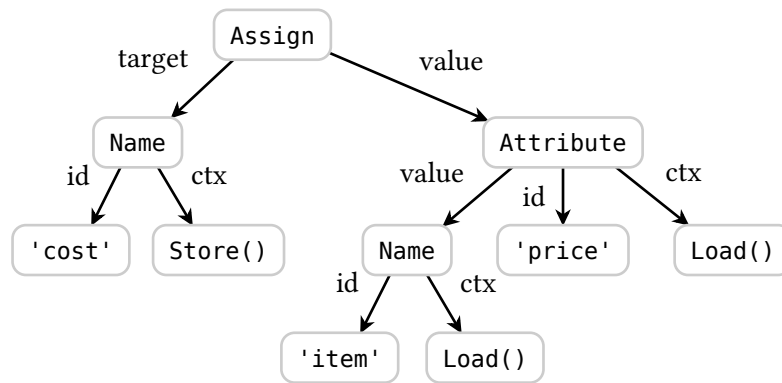 Assign
target value
Name Attribute
id ctx value id ctx
'cost' Store() Name 'price' Load()
id ctx
'item' Load()